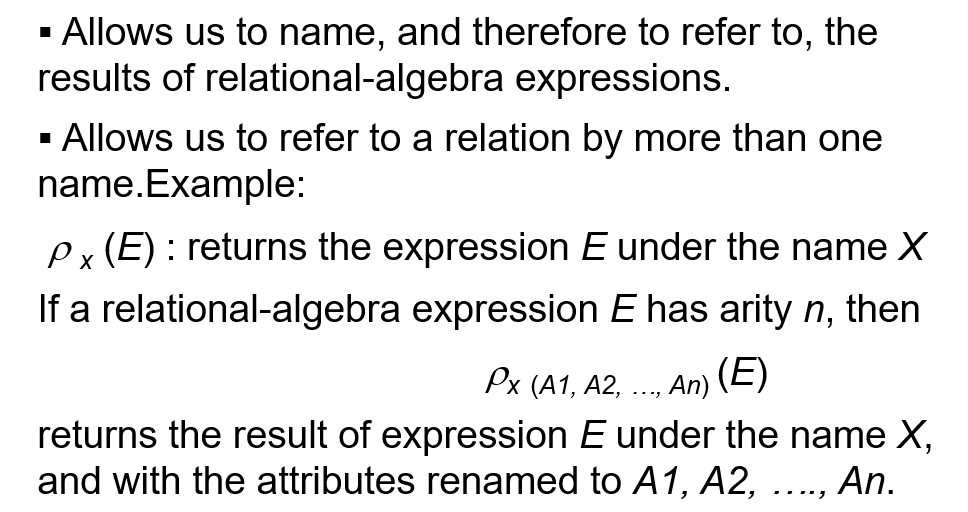 ▪ Allows us to name, and therefore to refer to, the
results of relational-algebra expressions.
▪ Allows us to refer to a relation by more than one
name.Example:
ρ x (E) : returns the expression E under the name X
If a relational-algebra expression E has arity n, then
ρx (A1, A2, …, An) (E)
returns the result of expression E under the name X,
and with the attributes renamed to A1, A2, …., An.